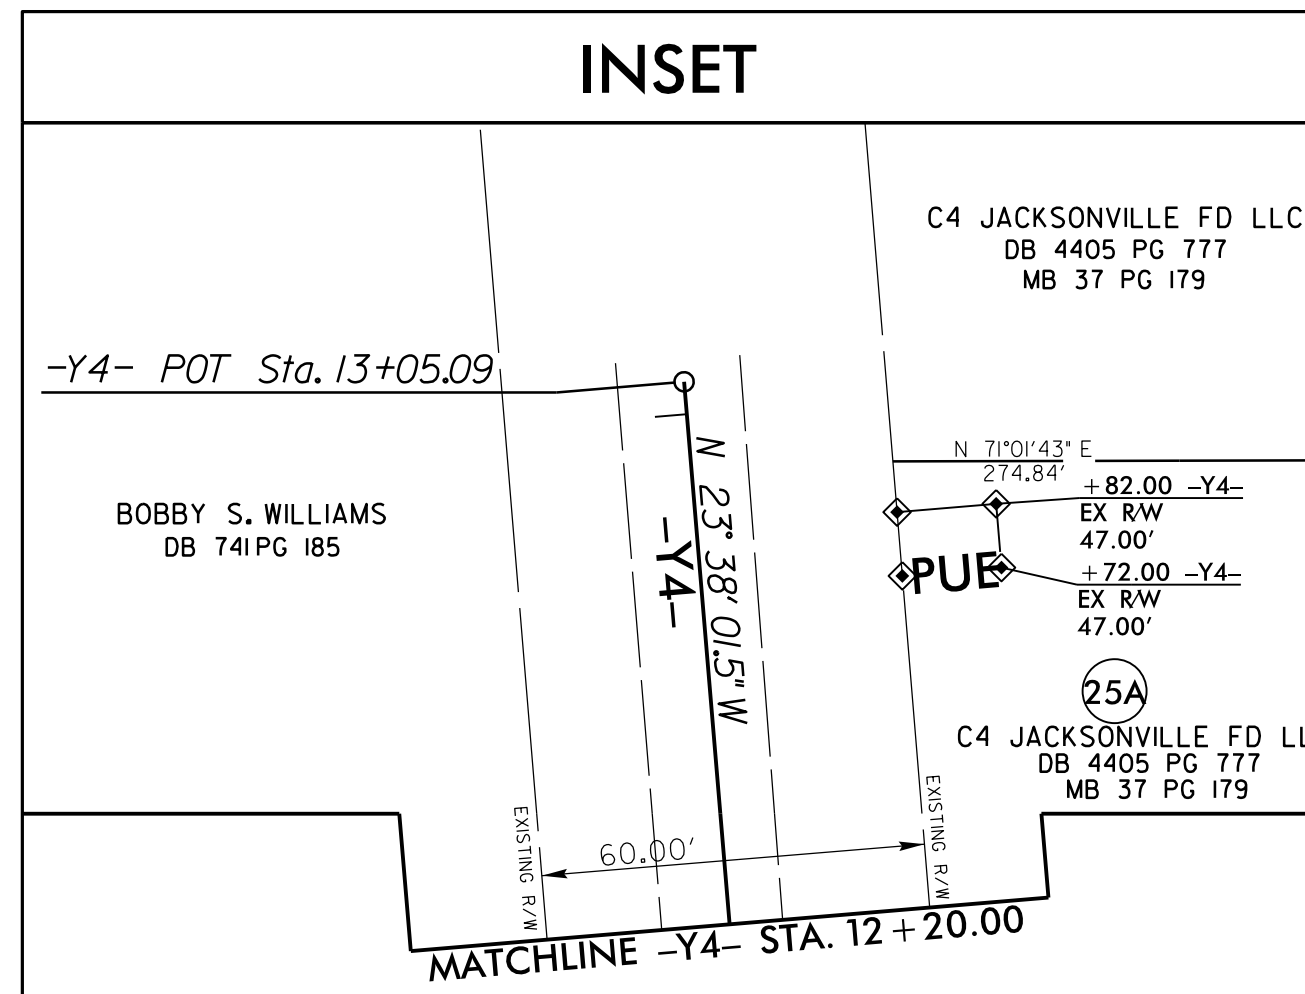 INSET
C4 JACKSONVILLE FD LLC
DB 4405 PG 777
MB 37 PG 179
-Y4- POT Sta. 13+05.09
N 71°01'43" E
274.84'
+82.00 -Y4-
EX R/W
47.00'
BOBBY S. WILLIAMS
DB 741 PG 185
N 23° 38' 01.5" W
-Y4-
PUE
+72.00 -Y4-
EX R/W
47.00'
25A
C4 JACKSONVILLE FD LL
DB 4405 PG 777
MB 37 PG 179
EXISTING R/W
60.00'
EXISTING R/W
MATCHLINE -Y4- STA. 12+20.00